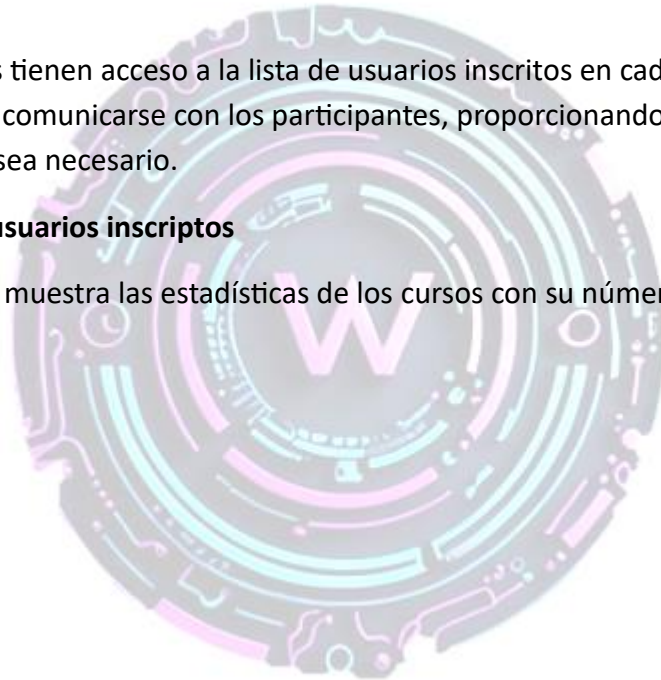 s tienen acceso a la lista de usuarios inscritos en cad
comunicarse con los participantes, proporcionando
sea necesario.
usuarios inscriptos
muestra las estadísticas de los cursos con su númer
W